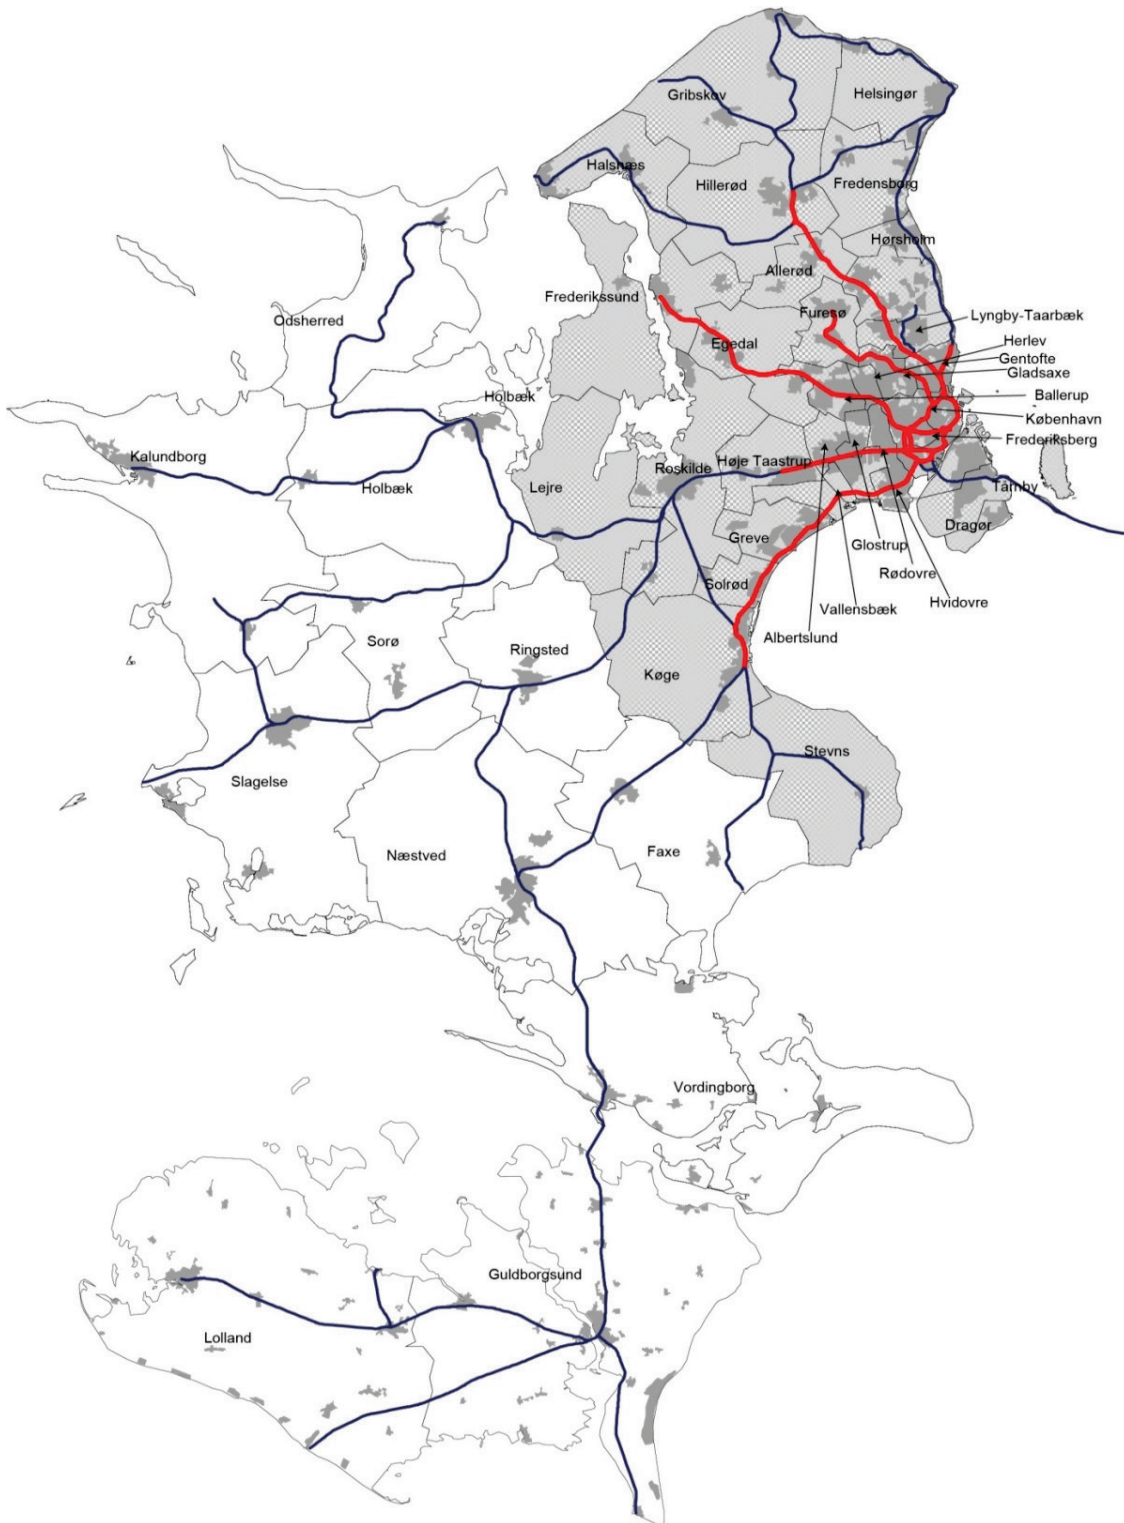 Gribskov
Helsingør
Halsnæs
Hillerød
Fredensborg
Hørsholm
Allerød
Frederikssund
Furesø
Lyngby-Taarbæk
Odsherred
Egedal
Herlev
Gentofte
Gladsaxe
Ballerup
Holbæk
København
Frederiksberg
Kalundborg
Høje Taastrup
Roskilde
Holbæk
Lejre
Tårnby
Dragør
Greve
Glostrup
Rødovre
Solrød
Hvidovre
Vallensbæk
Albertslund
Sorø
Ringsted
Køge
Stevns
Slagelse
Næstved
Faxe
Vordingborg
Guldborgsund
Lolland